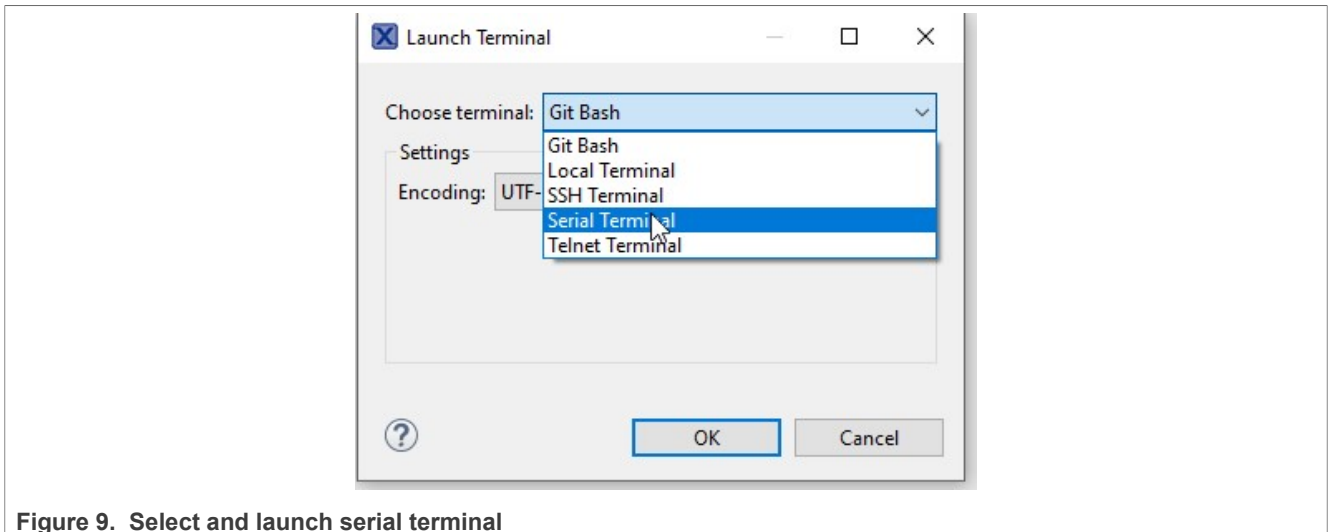 Launch Terminal
Choose terminal: Git Bash
Git Bash
Settings
Local Terminal
Encoding: UTF-
SSH Terminal
Serial Terminal
Telnet Terminal
?
OK
Cancel
Figure 9. Select and launch serial terminal